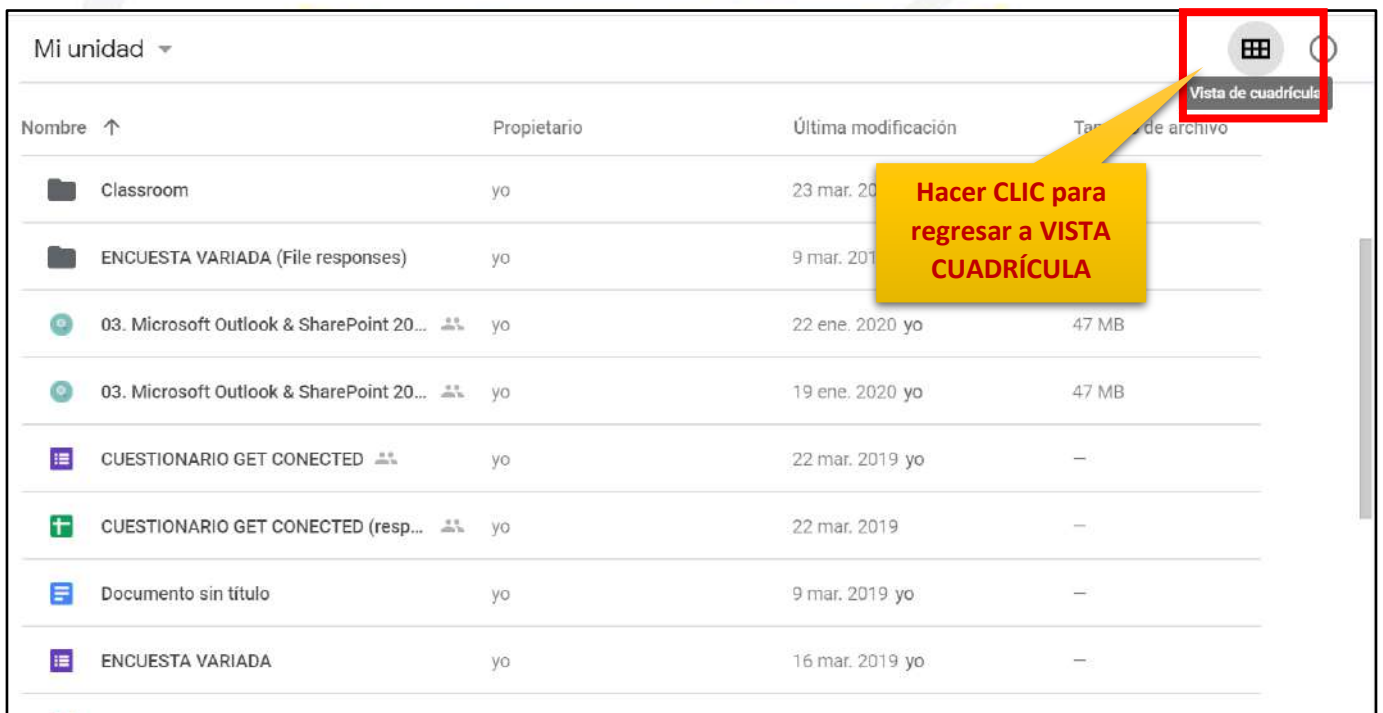 Mi unidad
Vista de cuadrícula
Nombre Propietario Última modificación de archivo
Classroom yo 23 mar.
Hacer CLIC para
regresar a VISTA
CUADRÍCULA
ENCUESTA VARIADA (File responses) yo 9 mar.
03. Microsoft Outlook & SharePoint 20... yo 22 ene. 2020 yo 47 MB
03. Microsoft Outlook & SharePoint 20... yo 19 ene. 2020 yo 47 MB
CUESTIONARIO GET CONECTED yo 22 mar. 2019 yo —
CUESTIONARIO GET CONECTED (resp... yo 22 mar. 2019 —
Documento sin título yo 9 mar. 2019 yo —
ENCUESTA VARIADA yo 16 mar. 2019 yo —